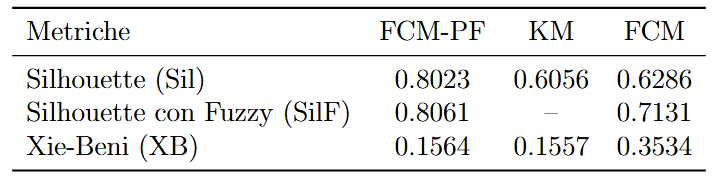 Metriche FCM-PF KM FCM
Silhouette (Sil) 0.8023 0.6056 0.6286
Silhouette con Fuzzy (SilF) 0.8061 – 0.7131
Xie-Beni (XB) 0.1564 0.1557 0.3534